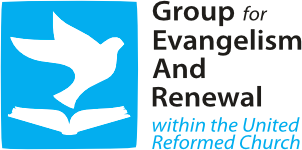 Group for
Evangelism
And
Renewal
within the United
Reformed Church